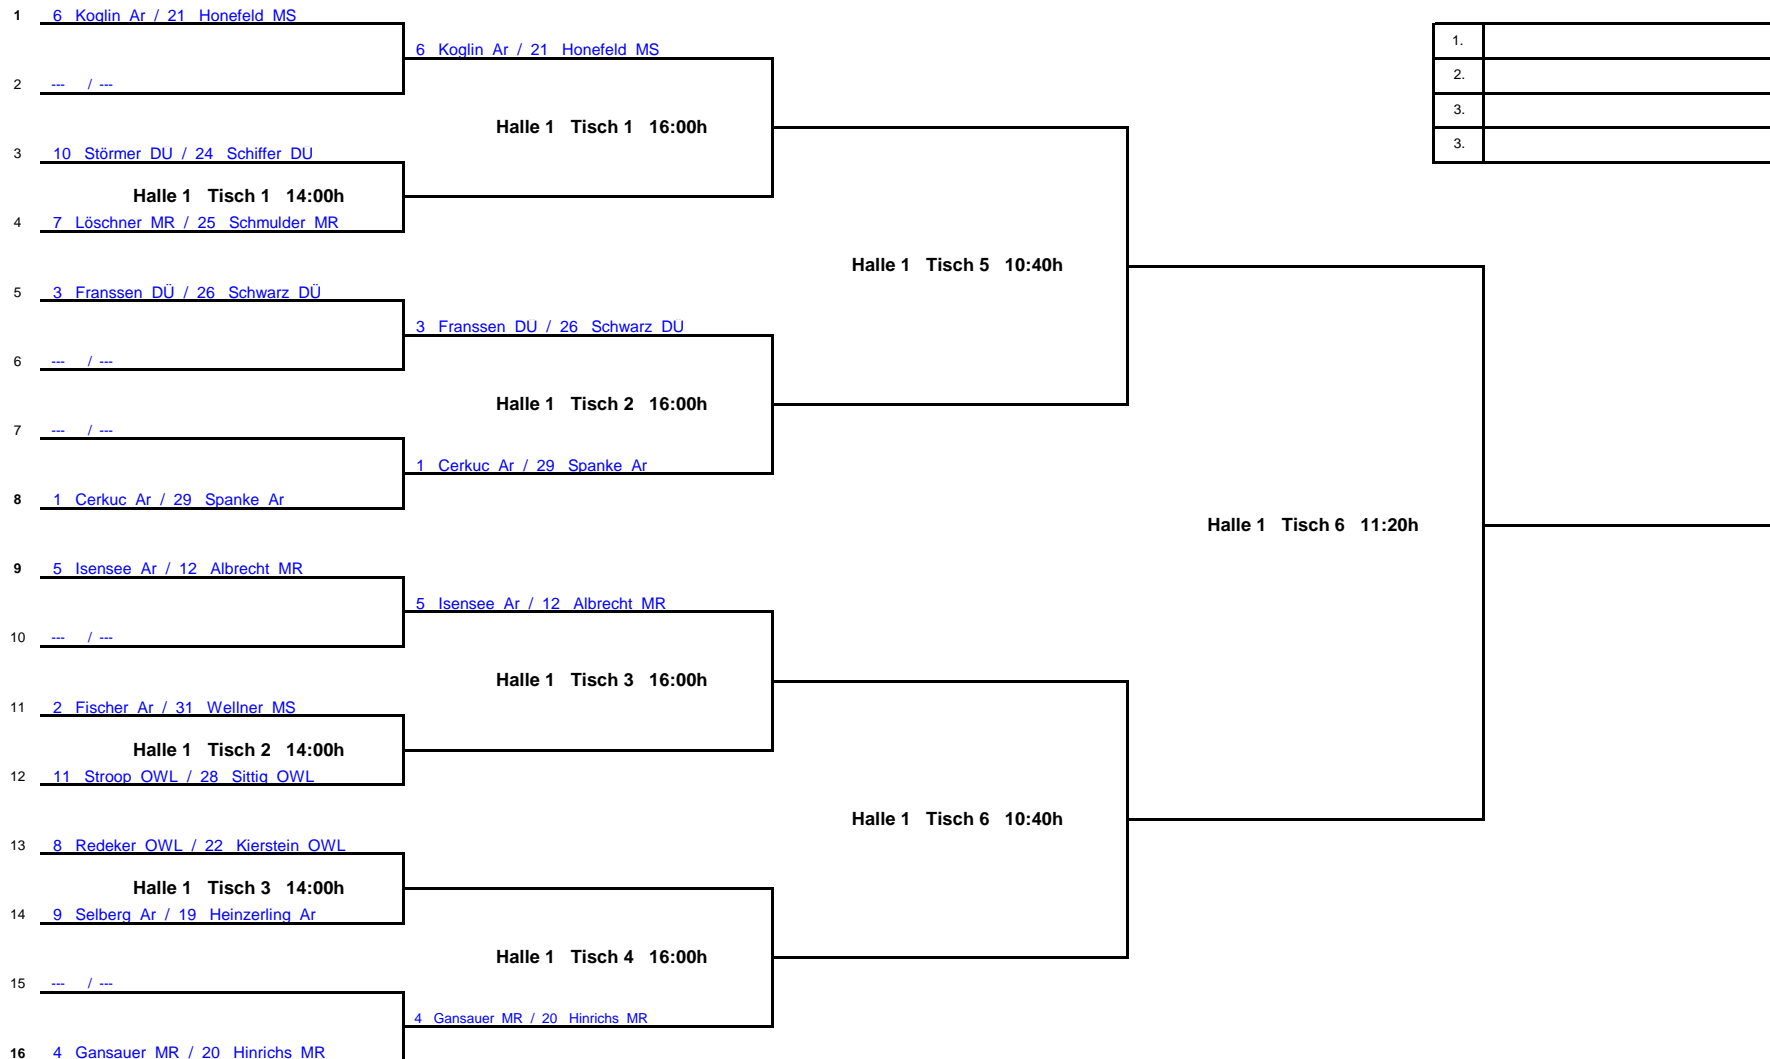 1 6 Koglin Ar / 21 Honefeld MS
1.
6 Koglin Ar / 21 Honefeld MS
2.
2 --- / ---
3.
Halle 1 Tisch 1 16:00h
3.
3 10 Störmer DU / 24 Schiffer DU
Halle 1 Tisch 1 14:00h
4 7 Löschner MR / 25 Schmulder MR
Halle 1 Tisch 5 10:40h
5 3 Franssen DÜ / 26 Schwarz DÜ
3 Franssen DU / 26 Schwarz DU
6 --- / ---
Halle 1 Tisch 2 16:00h
7 --- / ---
1 Cerkuc Ar / 29 Spanke Ar
8 1 Cerkuc Ar / 29 Spanke Ar
Halle 1 Tisch 6 11:20h
9 5 Isensee Ar / 12 Albrecht MR
5 Isensee Ar / 12 Albrecht MR
10 --- / ---
Halle 1 Tisch 3 16:00h
11 2 Fischer Ar / 31 Wellner MS
Halle 1 Tisch 2 14:00h
12 11 Stroop OWL / 28 Sittig OWL
Halle 1 Tisch 6 10:40h
13 8 Redeker OWL / 22 Kierstein OWL
Halle 1 Tisch 3 14:00h
14 9 Selberg Ar / 19 Heinzerling Ar
Halle 1 Tisch 4 16:00h
15 --- / ---
4 Gansauer MR / 20 Hinrichs MR
16 4 Gansauer MR / 20 Hinrichs MR